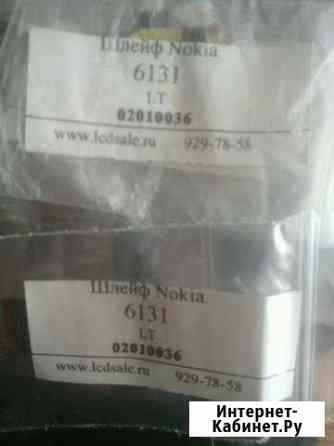 Шлейф Nokia
6131
LT
02010036
www.lcdsale.ru 929-78-58
Шлейф Nokia
6131
LT
02010036
www.lcdsale.ru 929-78-58
Интернет-
Кабинет.Ру